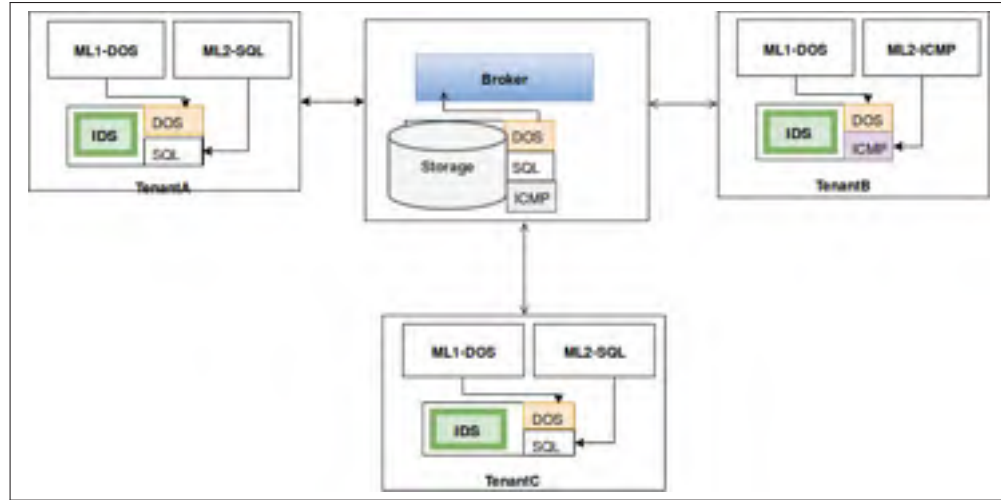 ML1-DOS
ML2-SQL
IDS
DOS
SQL
TenantA
Broker
Storage
DOS
SQL
ICMP
ML1-DOS
ML2-ICMP
IDS
DOS
ICMP
TenantB
ML1-DOS
ML2-SQL
IDS
DOS
SQL
TenantC